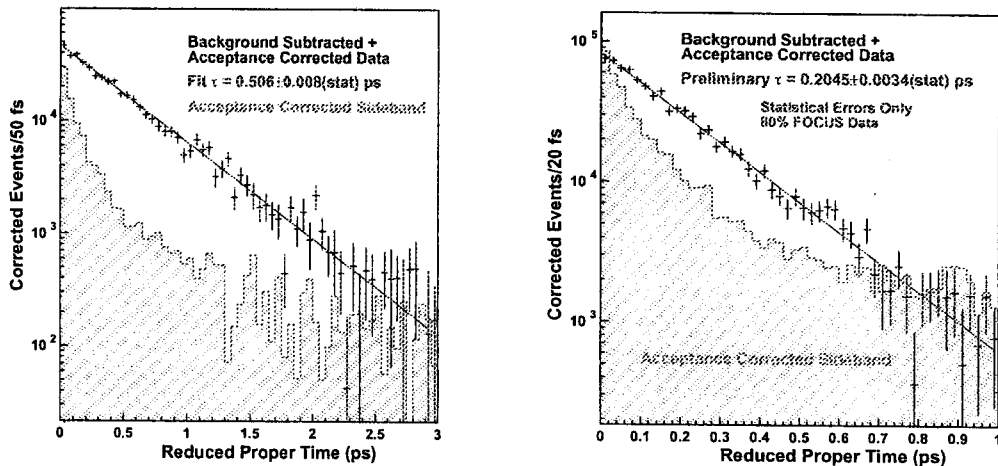 Background Subtracted +
Acceptance Corrected Data
Fit τ = 0.506±0.008(stat) ps
Acceptance Corrected Sideband
Corrected Events/50 fs
10⁴
10³
10²
0 0.5 1 1.5 2 2.5 3
Reduced Proper Time (ps)
Background Subtracted +
Acceptance Corrected Data
Preliminary τ = 0.2045±0.0034(stat) ps
Statistical Errors Only
80% FOCUS Data
Acceptance Corrected Sideband
Corrected Events/20 fs
10⁵
10⁴
10³
0 0.1 0.2 0.3 0.4 0.5 0.6 0.7 0.8 0.9 1
Reduced Proper Time (ps)